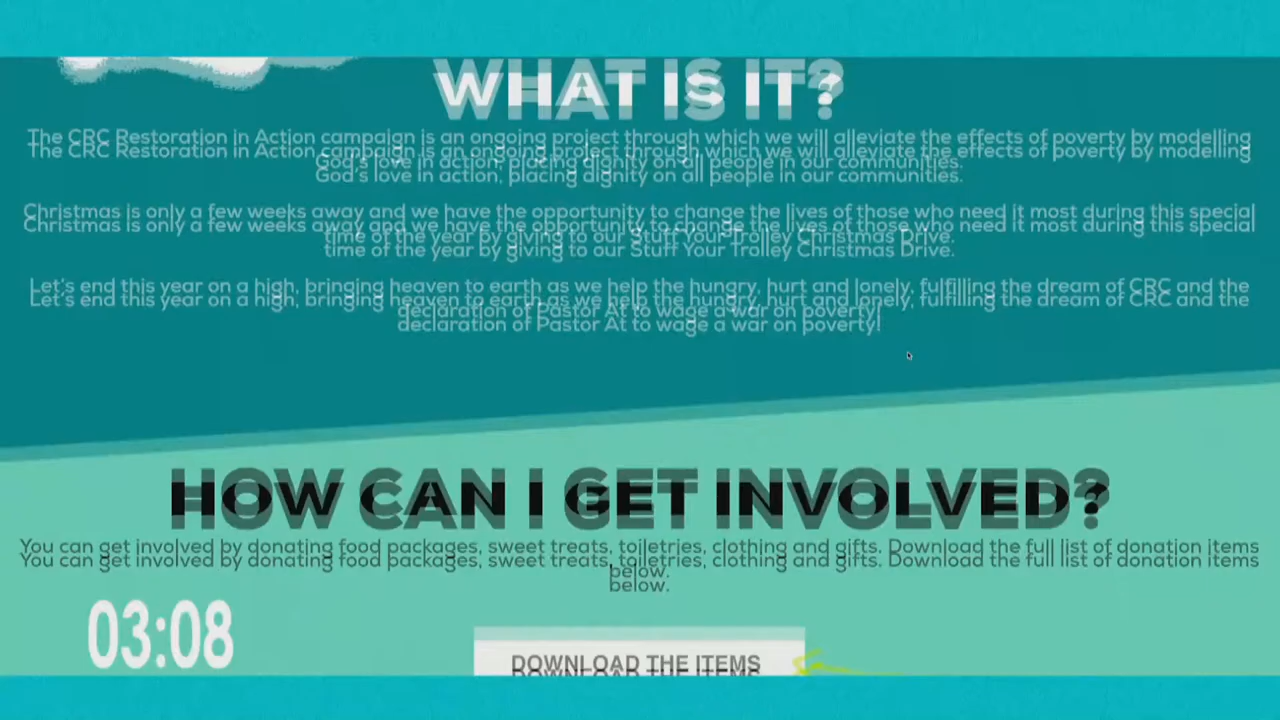 WHAT IS IT?
The CRC Restoration in Action campaign is an ongoing project through which we will alleviate the effects of poverty by modelling
God's love in action, placing dignity on all people in our communities.
Christmas is only a few weeks away and we have the opportunity to change the lives of those who need it most during this special
time of the year by giving to our Stuff Your Trolley Christmas Drive.
Let's end this year on a high, bringing heaven to earth as we help the hungry, hurt and lonely, fulfilling the dream of CRC and the
declaration of Pastor At to wage a war on poverty!
HOW CAN I GET INVOLVED?
You can get involved by donating food packages, sweet treats, toiletries, clothing and gifts. Download the full list of donation items
below.
03:08
DOWNLOAD THE ITEMS